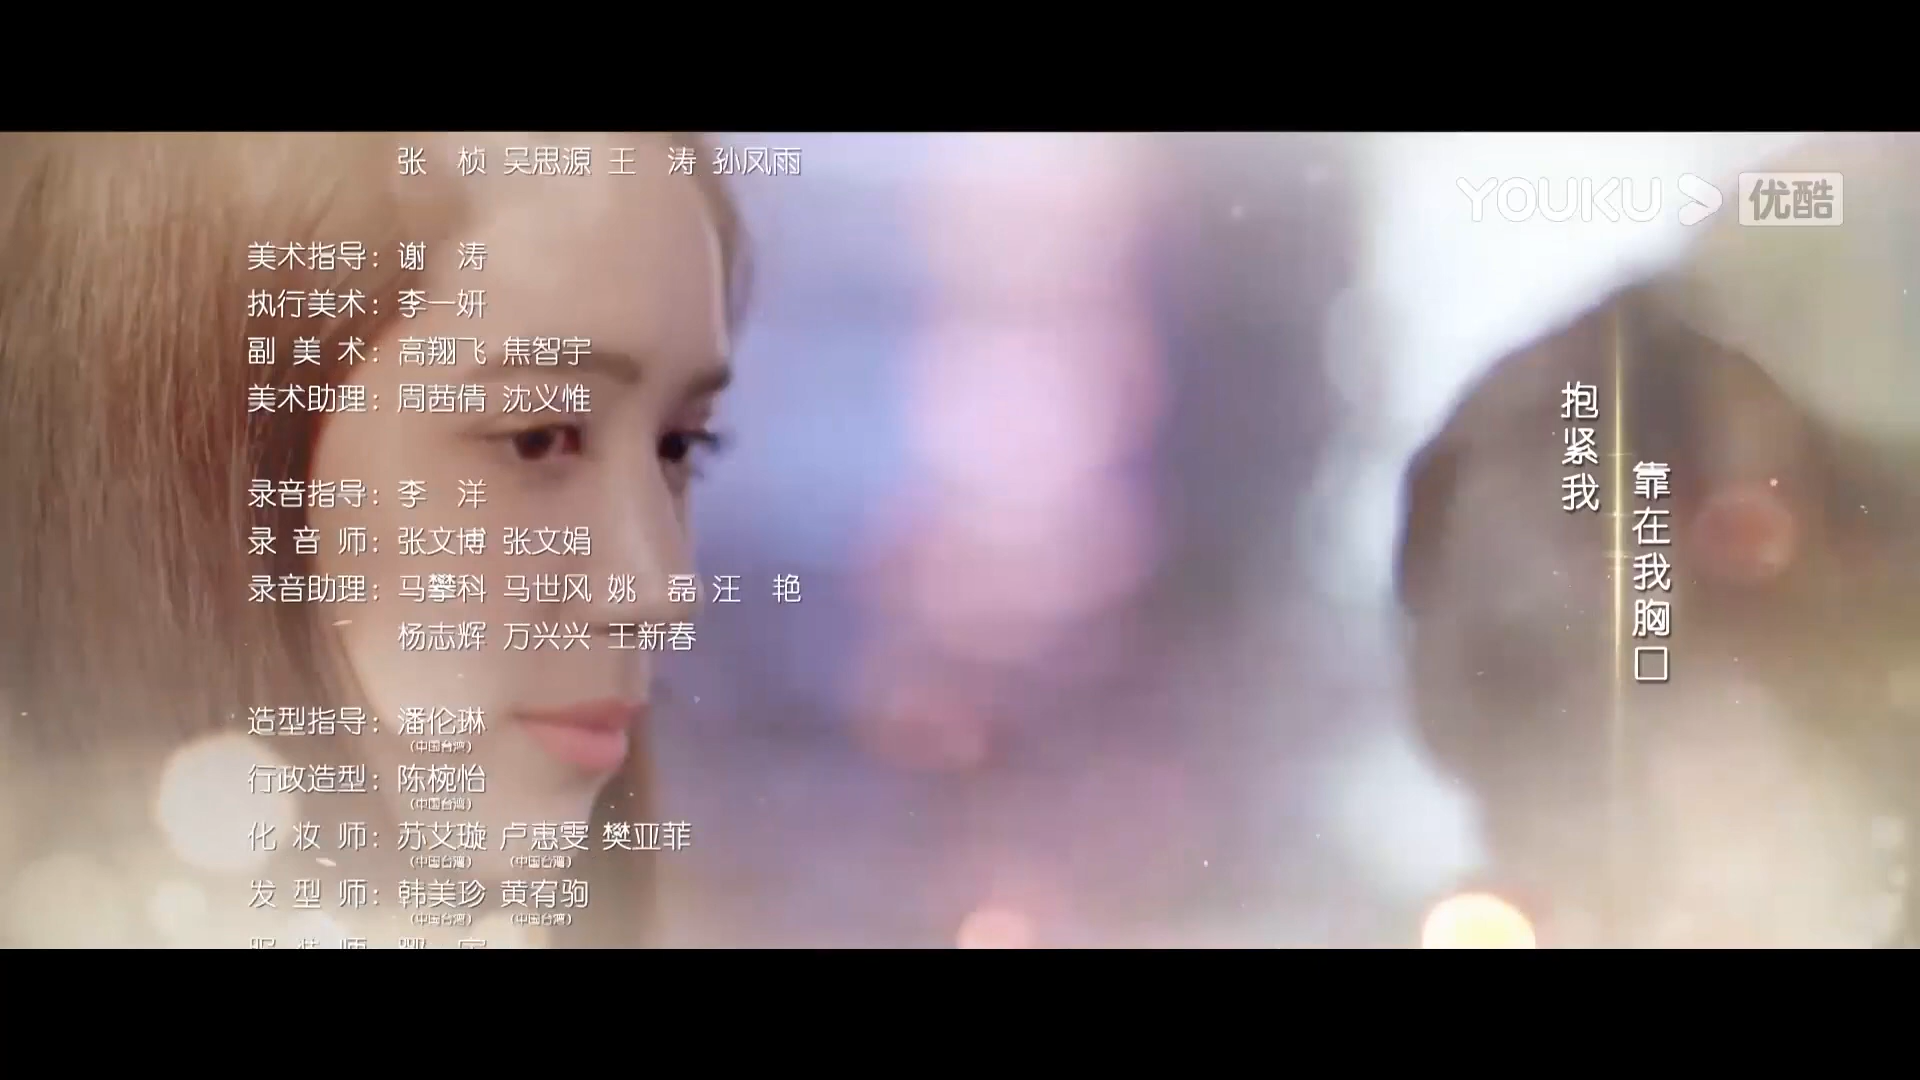 张 桢 吴思源 王 涛 孙凤雨
美术指导：谢 涛
执行美术：李一妍
副 美 术：高翔飞 焦智宇
美术助理：周茜倩 沈义惟
录音指导：李 洋
录 音 师：张文博 张文娟
录音助理：马攀科 马世风 姚 磊 汪 艳
杨志辉 万兴兴 王新春
造型指导：潘伦琳
(中国台湾)
行政造型：陈椀怡
(中国台湾)
化 妆 师：苏艾璇 卢惠雯 樊亚菲
(中国台湾) (中国台湾)
发 型 师：韩美珍 黄宥驹
(中国台湾) (中国台湾)
YOUKU 优酷
抱紧我
靠在我胸口